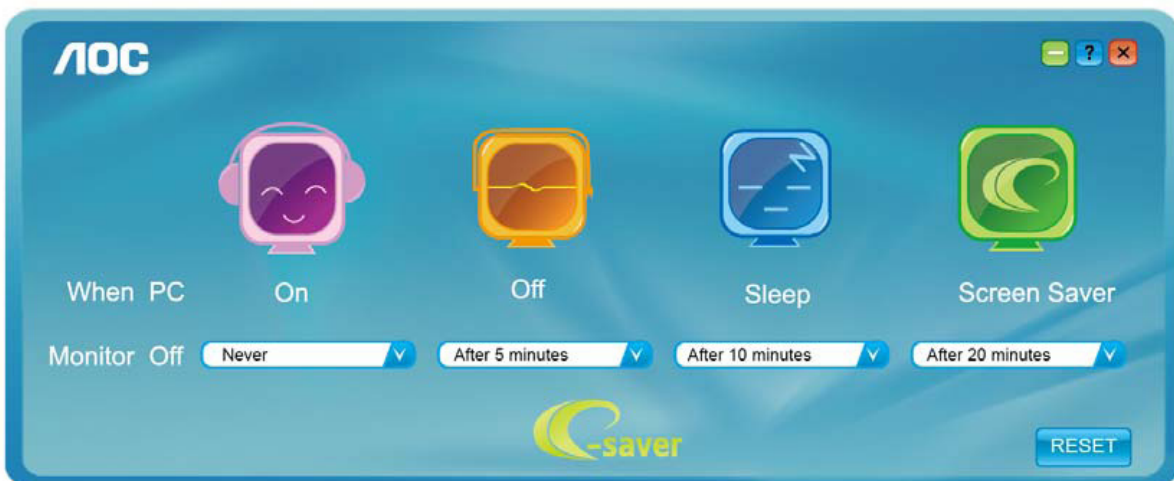 AOC
?
When PC On Off Sleep Screen Saver
Monitor Off Never After 5 minutes After 10 minutes After 20 minutes
e-saver
RESET